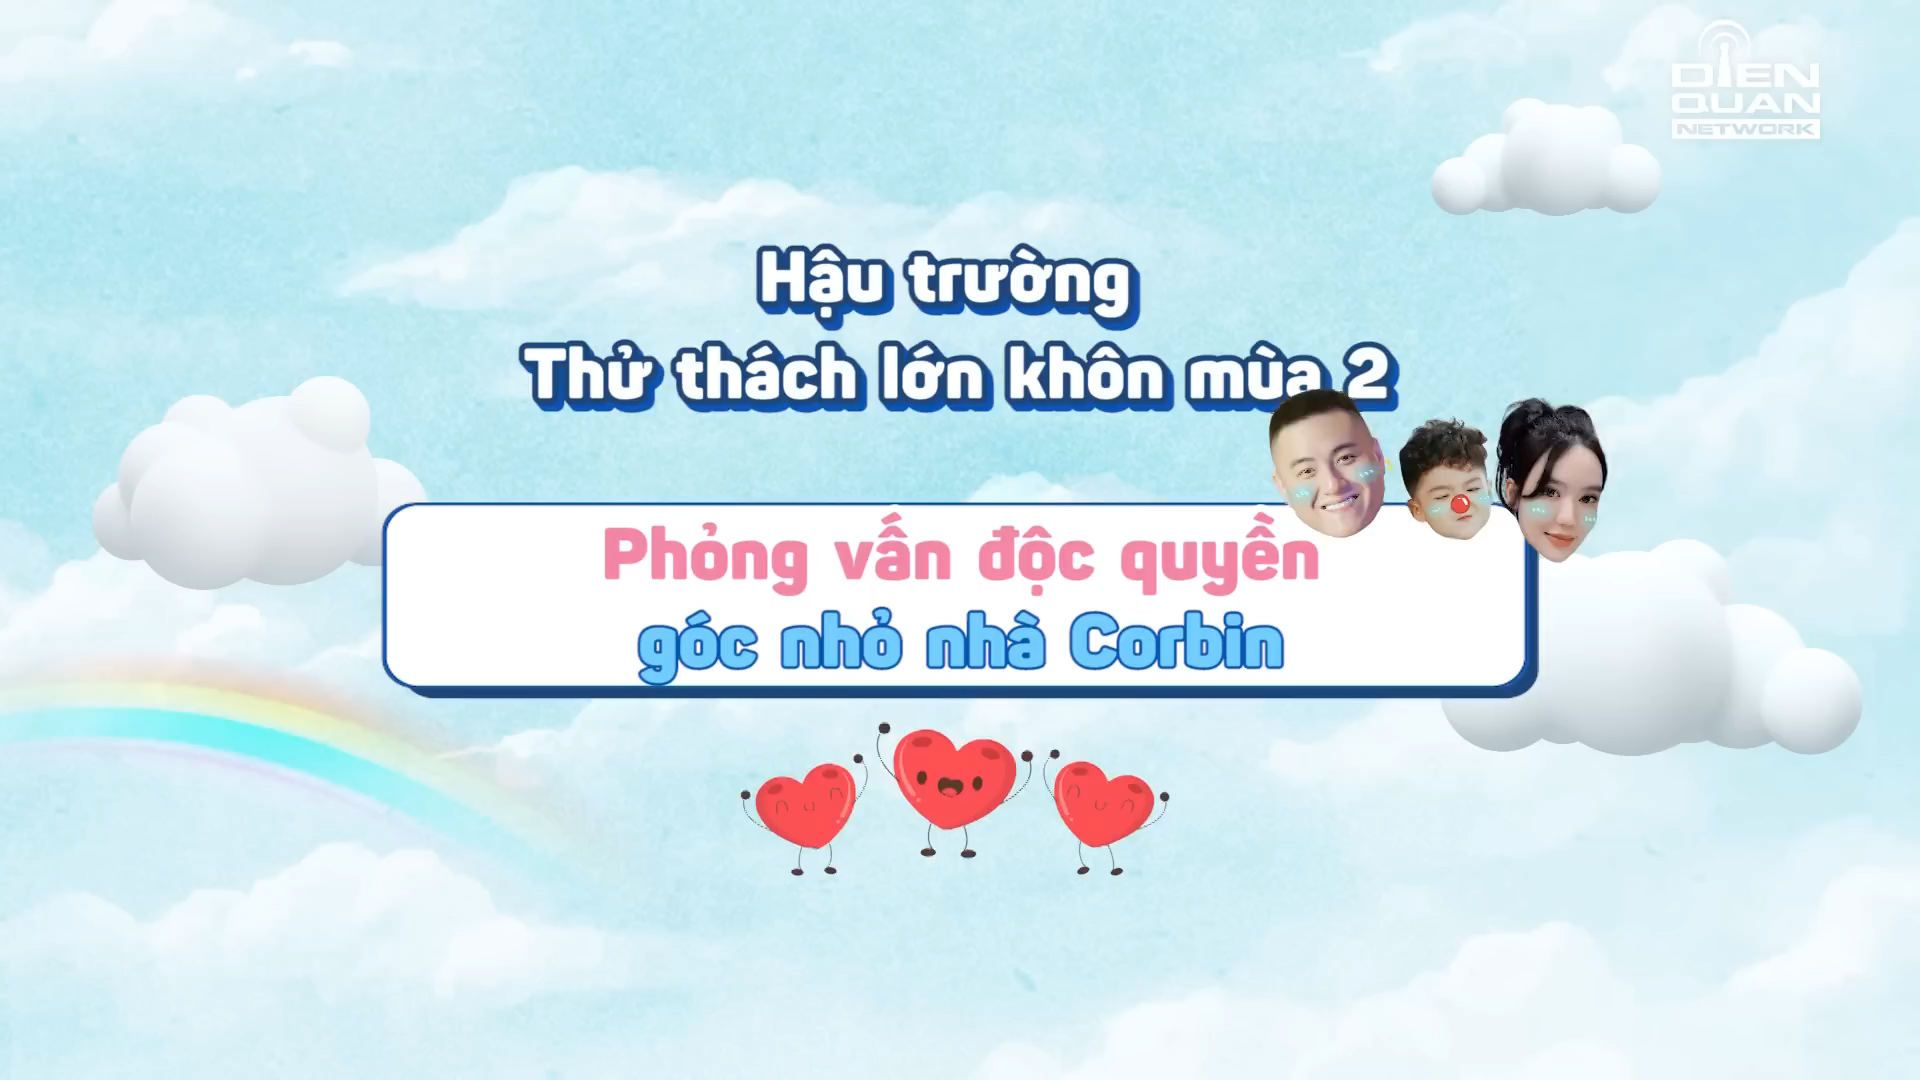 DIEN
QUAN
NETWORK
Hậu trường
Thử thách lớn khôn mùa 2
Phỏng vấn độc quyền
góc nhỏ nhà Corbin